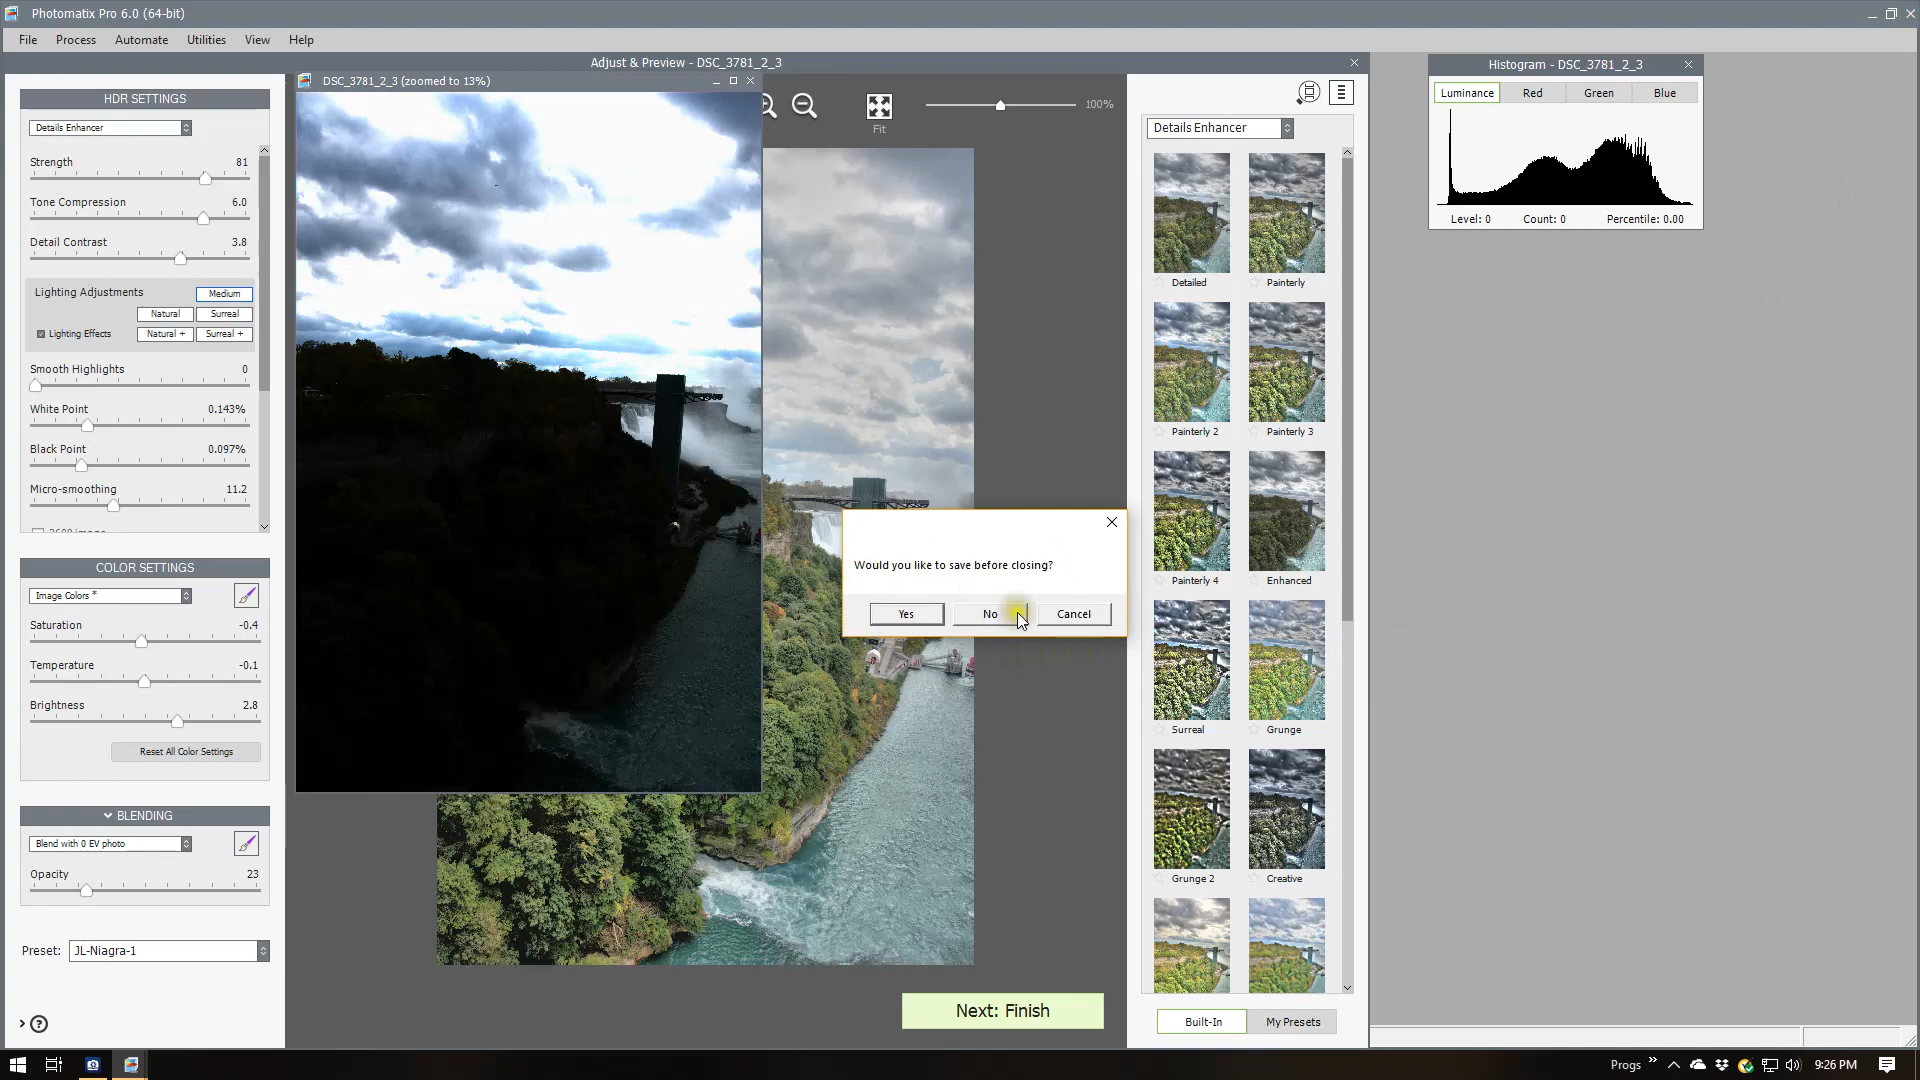 Photomatix Pro 6.0 (64-bit)
File Process Automate Utilities View Help
Adjust & Preview - DSC_3781_2_3
HDR SETTINGS
Details Enhancer
Strength 81
Tone Compression 6.0
Detail Contrast 3.8
Lighting Adjustments Medium
Natural Surreal
Lighting Effects Natural + Surreal +
Smooth Highlights 0
White Point 0.143%
Black Point 0.097%
Micro-smoothing 11.2
COLOR SETTINGS
Image Colors *
Saturation -0.4
Temperature -0.1
Brightness 2.8
Reset All Color Settings
BLENDING
Blend with 0 EV photo
Opacity 23
Preset: JL-Niagra-1
DSC_3781_2_3 (zoomed to 13%)
Fit
100%
Would you like to save before closing?
Yes No Cancel
Next: Finish
Details Enhancer
Detailed Painterly
Painterly 2 Painterly 3
Painterly 4 Enhanced
Surreal Grunge
Grunge 2 Creative
Built-In My Presets
Histogram - DSC_3781_2_3
Luminance Red Green Blue
Level: 0 Count: 0 Percentile: 0.00
Progs 9:26 PM